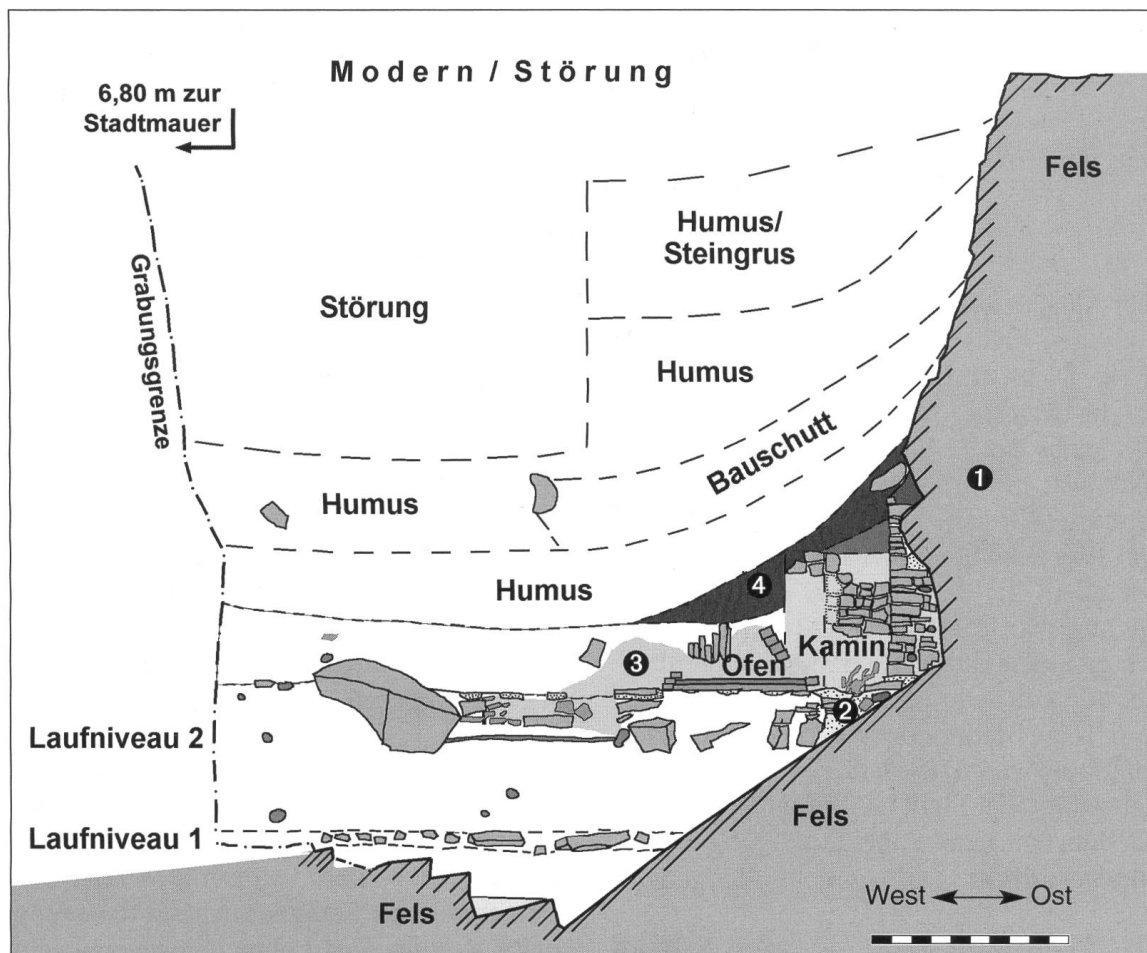 Modern / Störung
6,80 m zur
Stadtmauer
Fels
Humus/
Steingrus
Grabungsgrenze
Störung
Humus
Bauschutt
1
Humus
4
Humus
3
Ofen
Kamin
2
Laufniveau 2
Laufniveau 1
Fels
Fels
West Ost